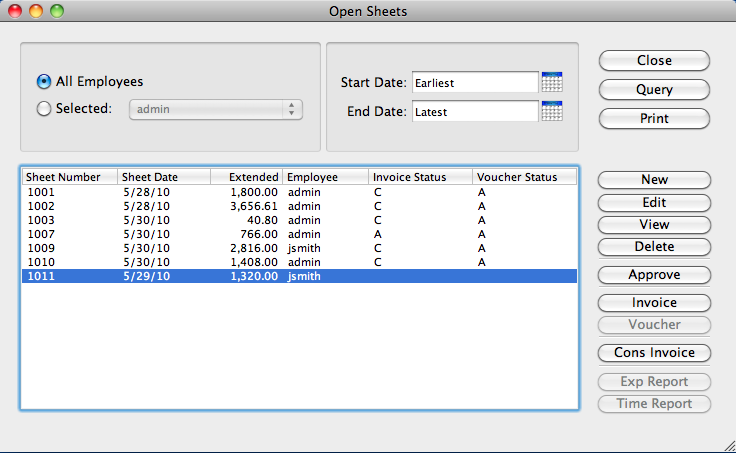 Open Sheets
All Employees
Selected: admin
Start Date: Earliest
End Date: Latest
Close
Query
Print
Sheet Number Sheet Date Extended Employee Invoice Status Voucher Status
1001 5/28/10 1,800.00 admin C A
1002 5/28/10 3,656.61 admin C A
1003 5/30/10 40.80 admin C A
1007 5/30/10 766.00 admin A A
1009 5/30/10 2,816.00 jsmith C A
1010 5/30/10 1,408.00 admin C A
1011 5/29/10 1,320.00 jsmith
New
Edit
View
Delete
Approve
Invoice
Voucher
Cons Invoice
Exp Report
Time Report